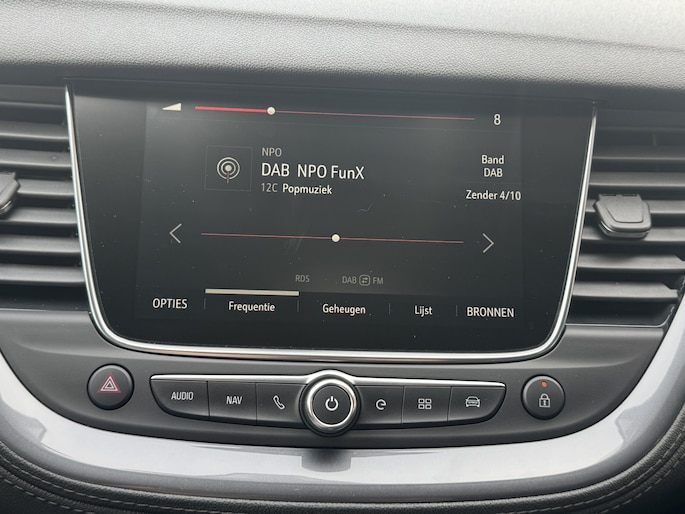 8
NPO
DAB NPO FunX
12C Popmuziek
Band
DAB
Zender 4/10
RDS
DAB FM
OPTIES
Frequentie
Geheugen
Lijst
BRONNEN
AUDIO
NAV